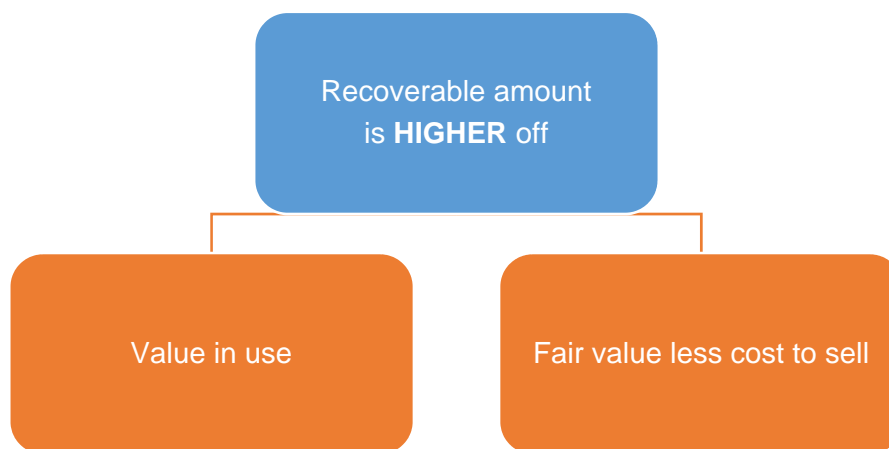 Recoverable amount
is HIGHER off
Value in use
Fair value less cost to sell